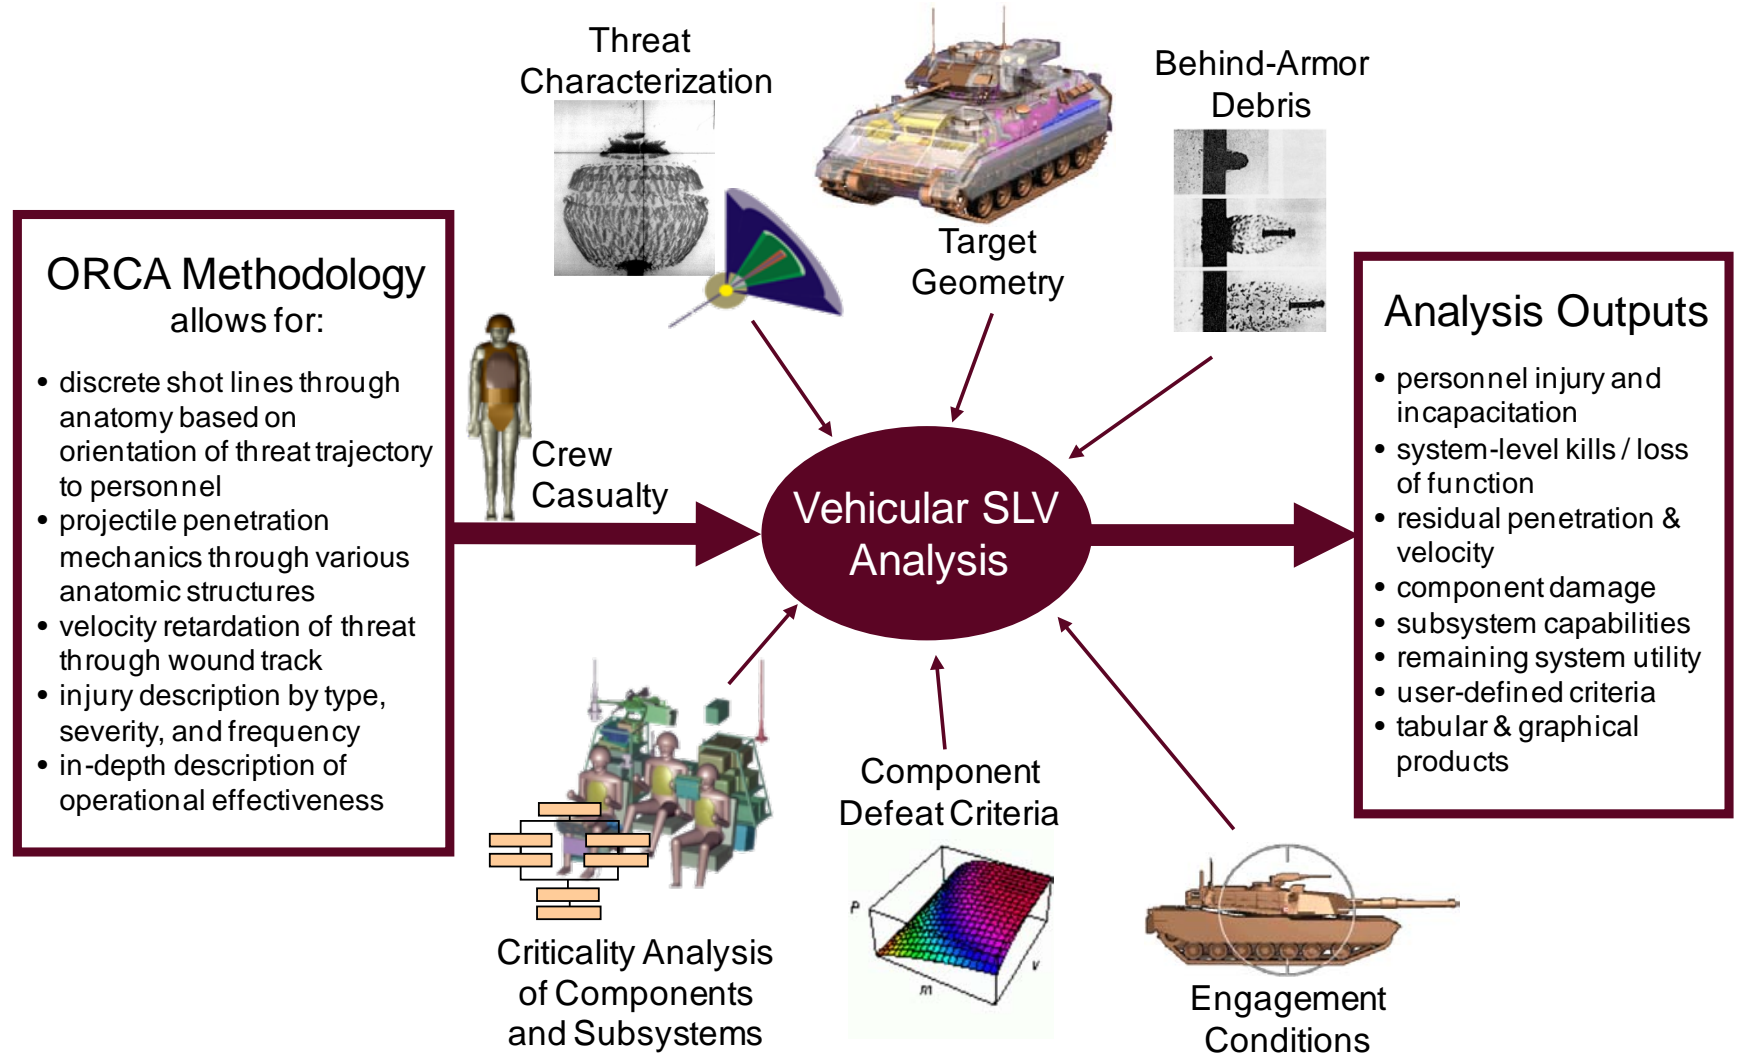 Threat
Characterization
Behind-Armor
Debris
Target
Geometry
ORCA Methodology
allows for:
• discrete shot lines through
anatomy based on
orientation of threat trajectory
to personnel
• projectile penetration
mechanics through various
anatomic structures
• velocity retardation of threat
through wound track
• injury description by type,
severity, and frequency
• in-depth description of
operational effectiveness
Crew
Casualty
Vehicular SLV
Analysis
Analysis Outputs
• personnel injury and
incapacitation
• system-level kills / loss
of function
• residual penetration &
velocity
• component damage
• subsystem capabilities
• remaining system utility
• user-defined criteria
• tabular & graphical
products
Criticality Analysis
of Components
and Subsystems
Component
Defeat Criteria
P
m
v
Engagement
Conditions